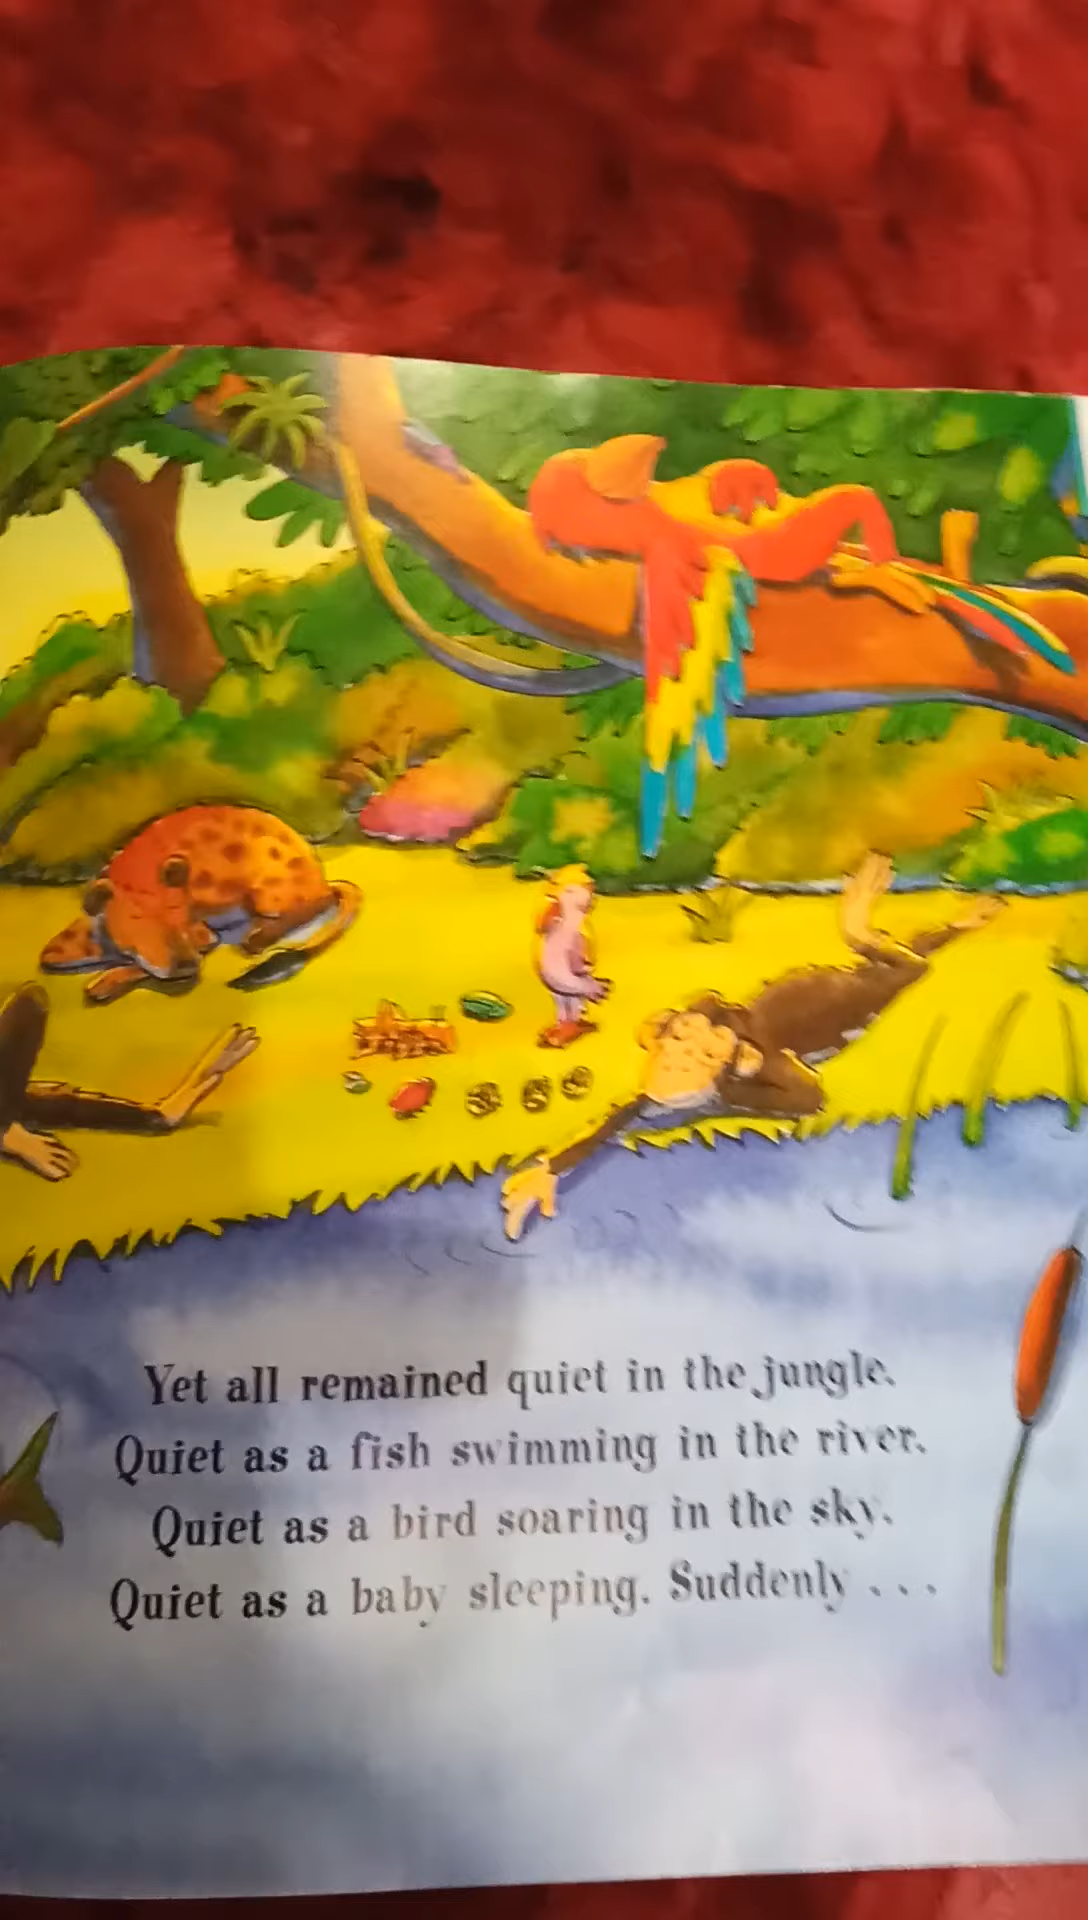 Yet all remained quiet in the jungle.
Quiet as a fish swimming in the river.
Quiet as a bird soaring in the sky.
Quiet as a baby sleeping. Suddenly . . .